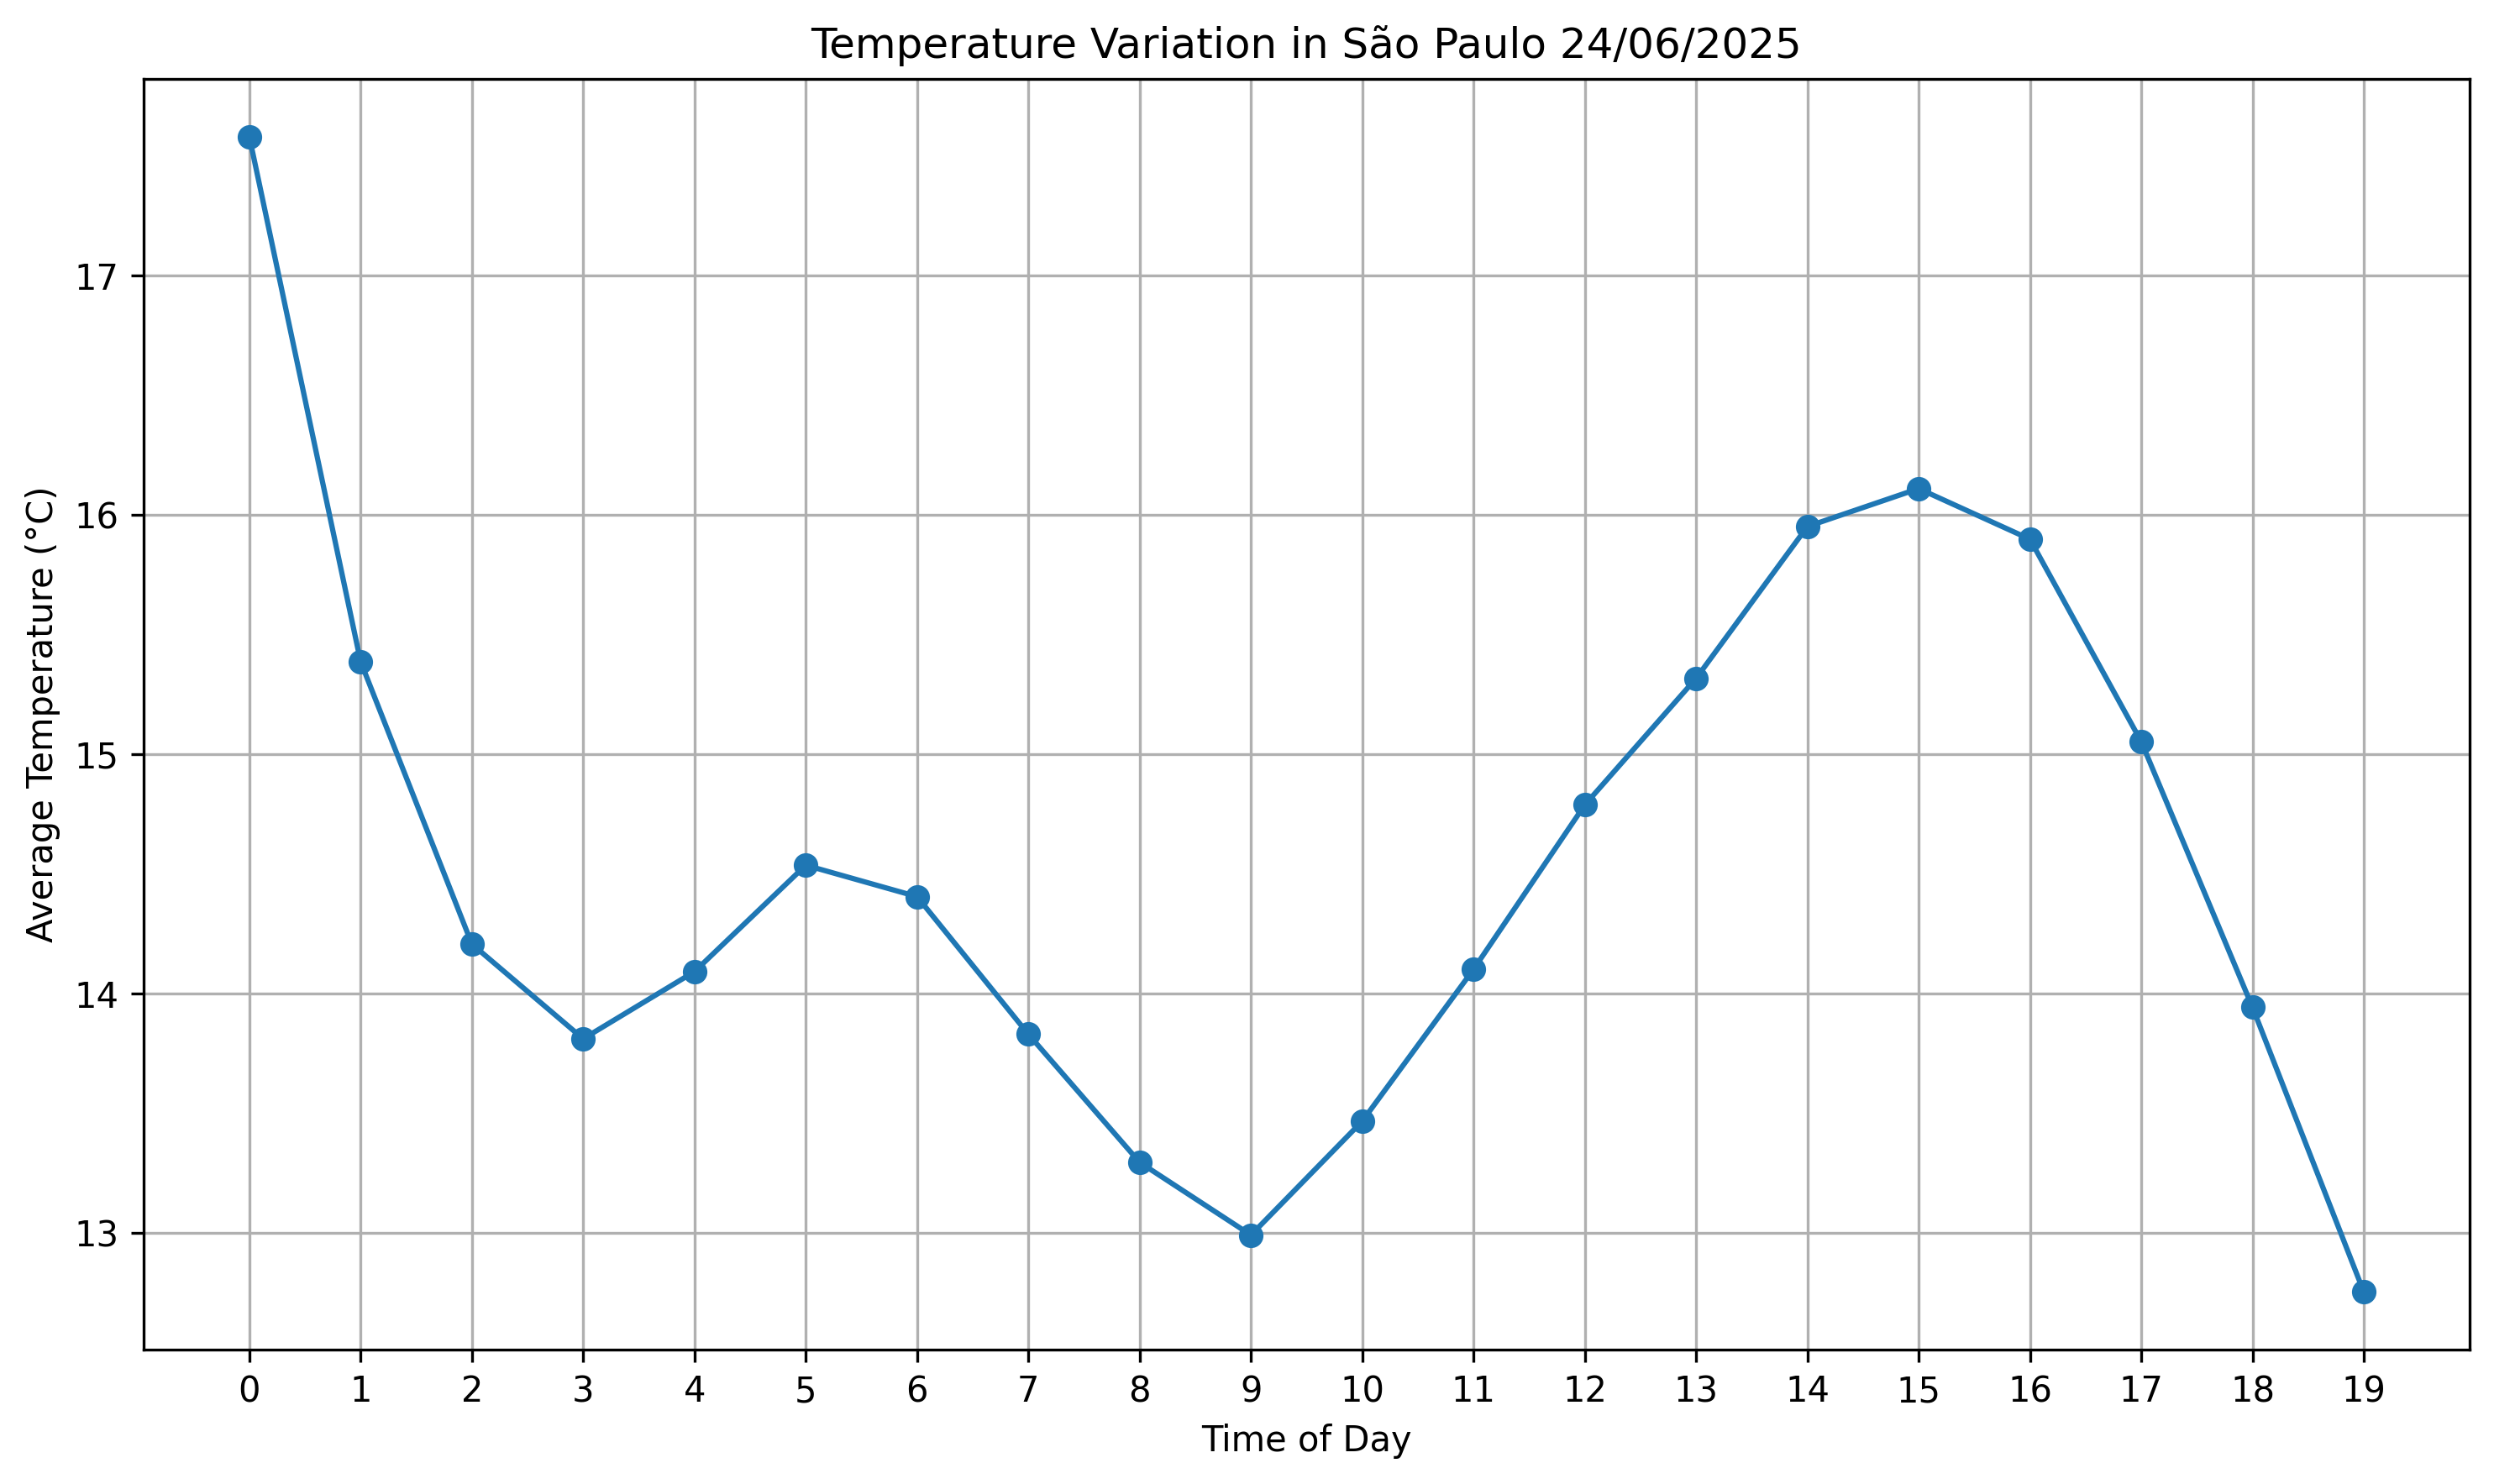 Temperature Variation in São Paulo 24/06/2025
Average Temperature (°C)
17
16
15
14
13
0 1 2 3 4 5 6 7 8 9 10 11 12 13 14 15 16 17 18 19
Time of Day